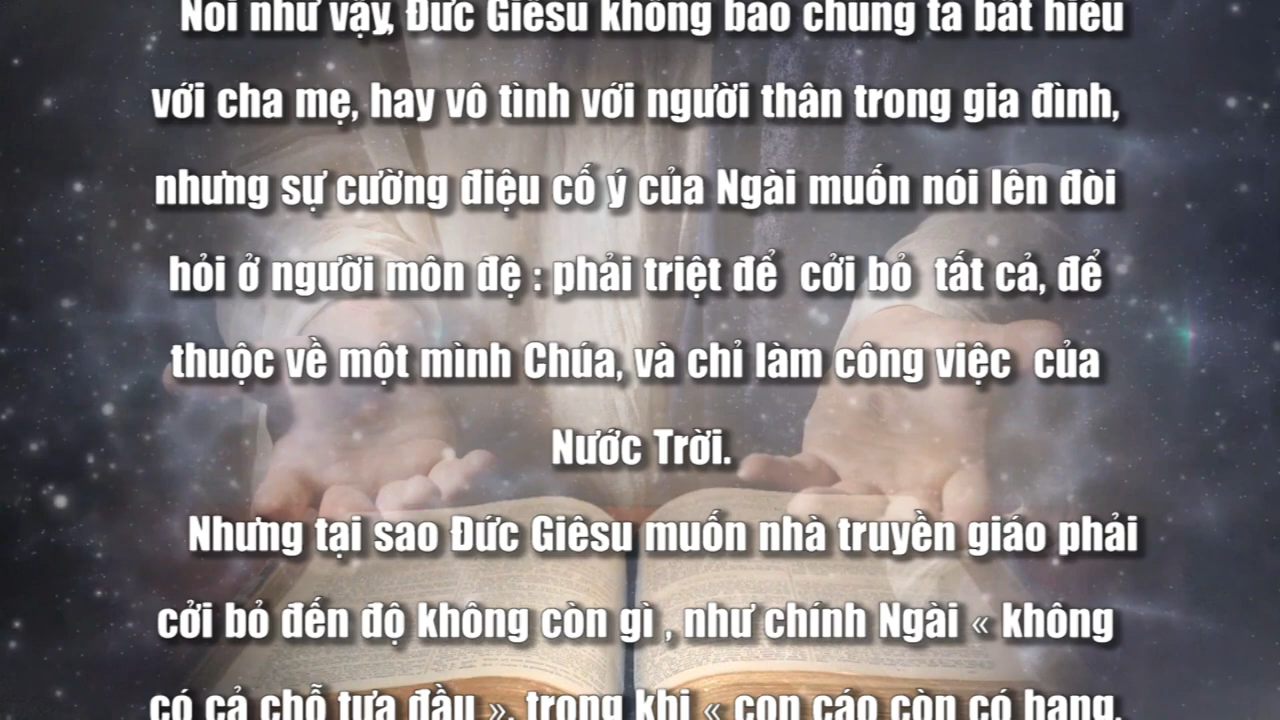 Nói như vậy, Đức Giêsu không bảo chúng ta bất hiếu
với cha mẹ, hay vô tình với người thân trong gia đình,
nhưng sự cường điệu cố ý của Ngài muốn nói lên đòi
hỏi ở người môn đệ : phải triệt để cởi bỏ tất cả, để
thuộc về một mình Chúa, và chỉ làm công việc của
Nước Trời.
Nhưng tại sao Đức Giêsu muốn nhà truyền giáo phải
cởi bỏ đến độ không còn gì , như chính Ngài « không
có cả chỗ tựa đầu », trong khi « con cáo còn có hang,